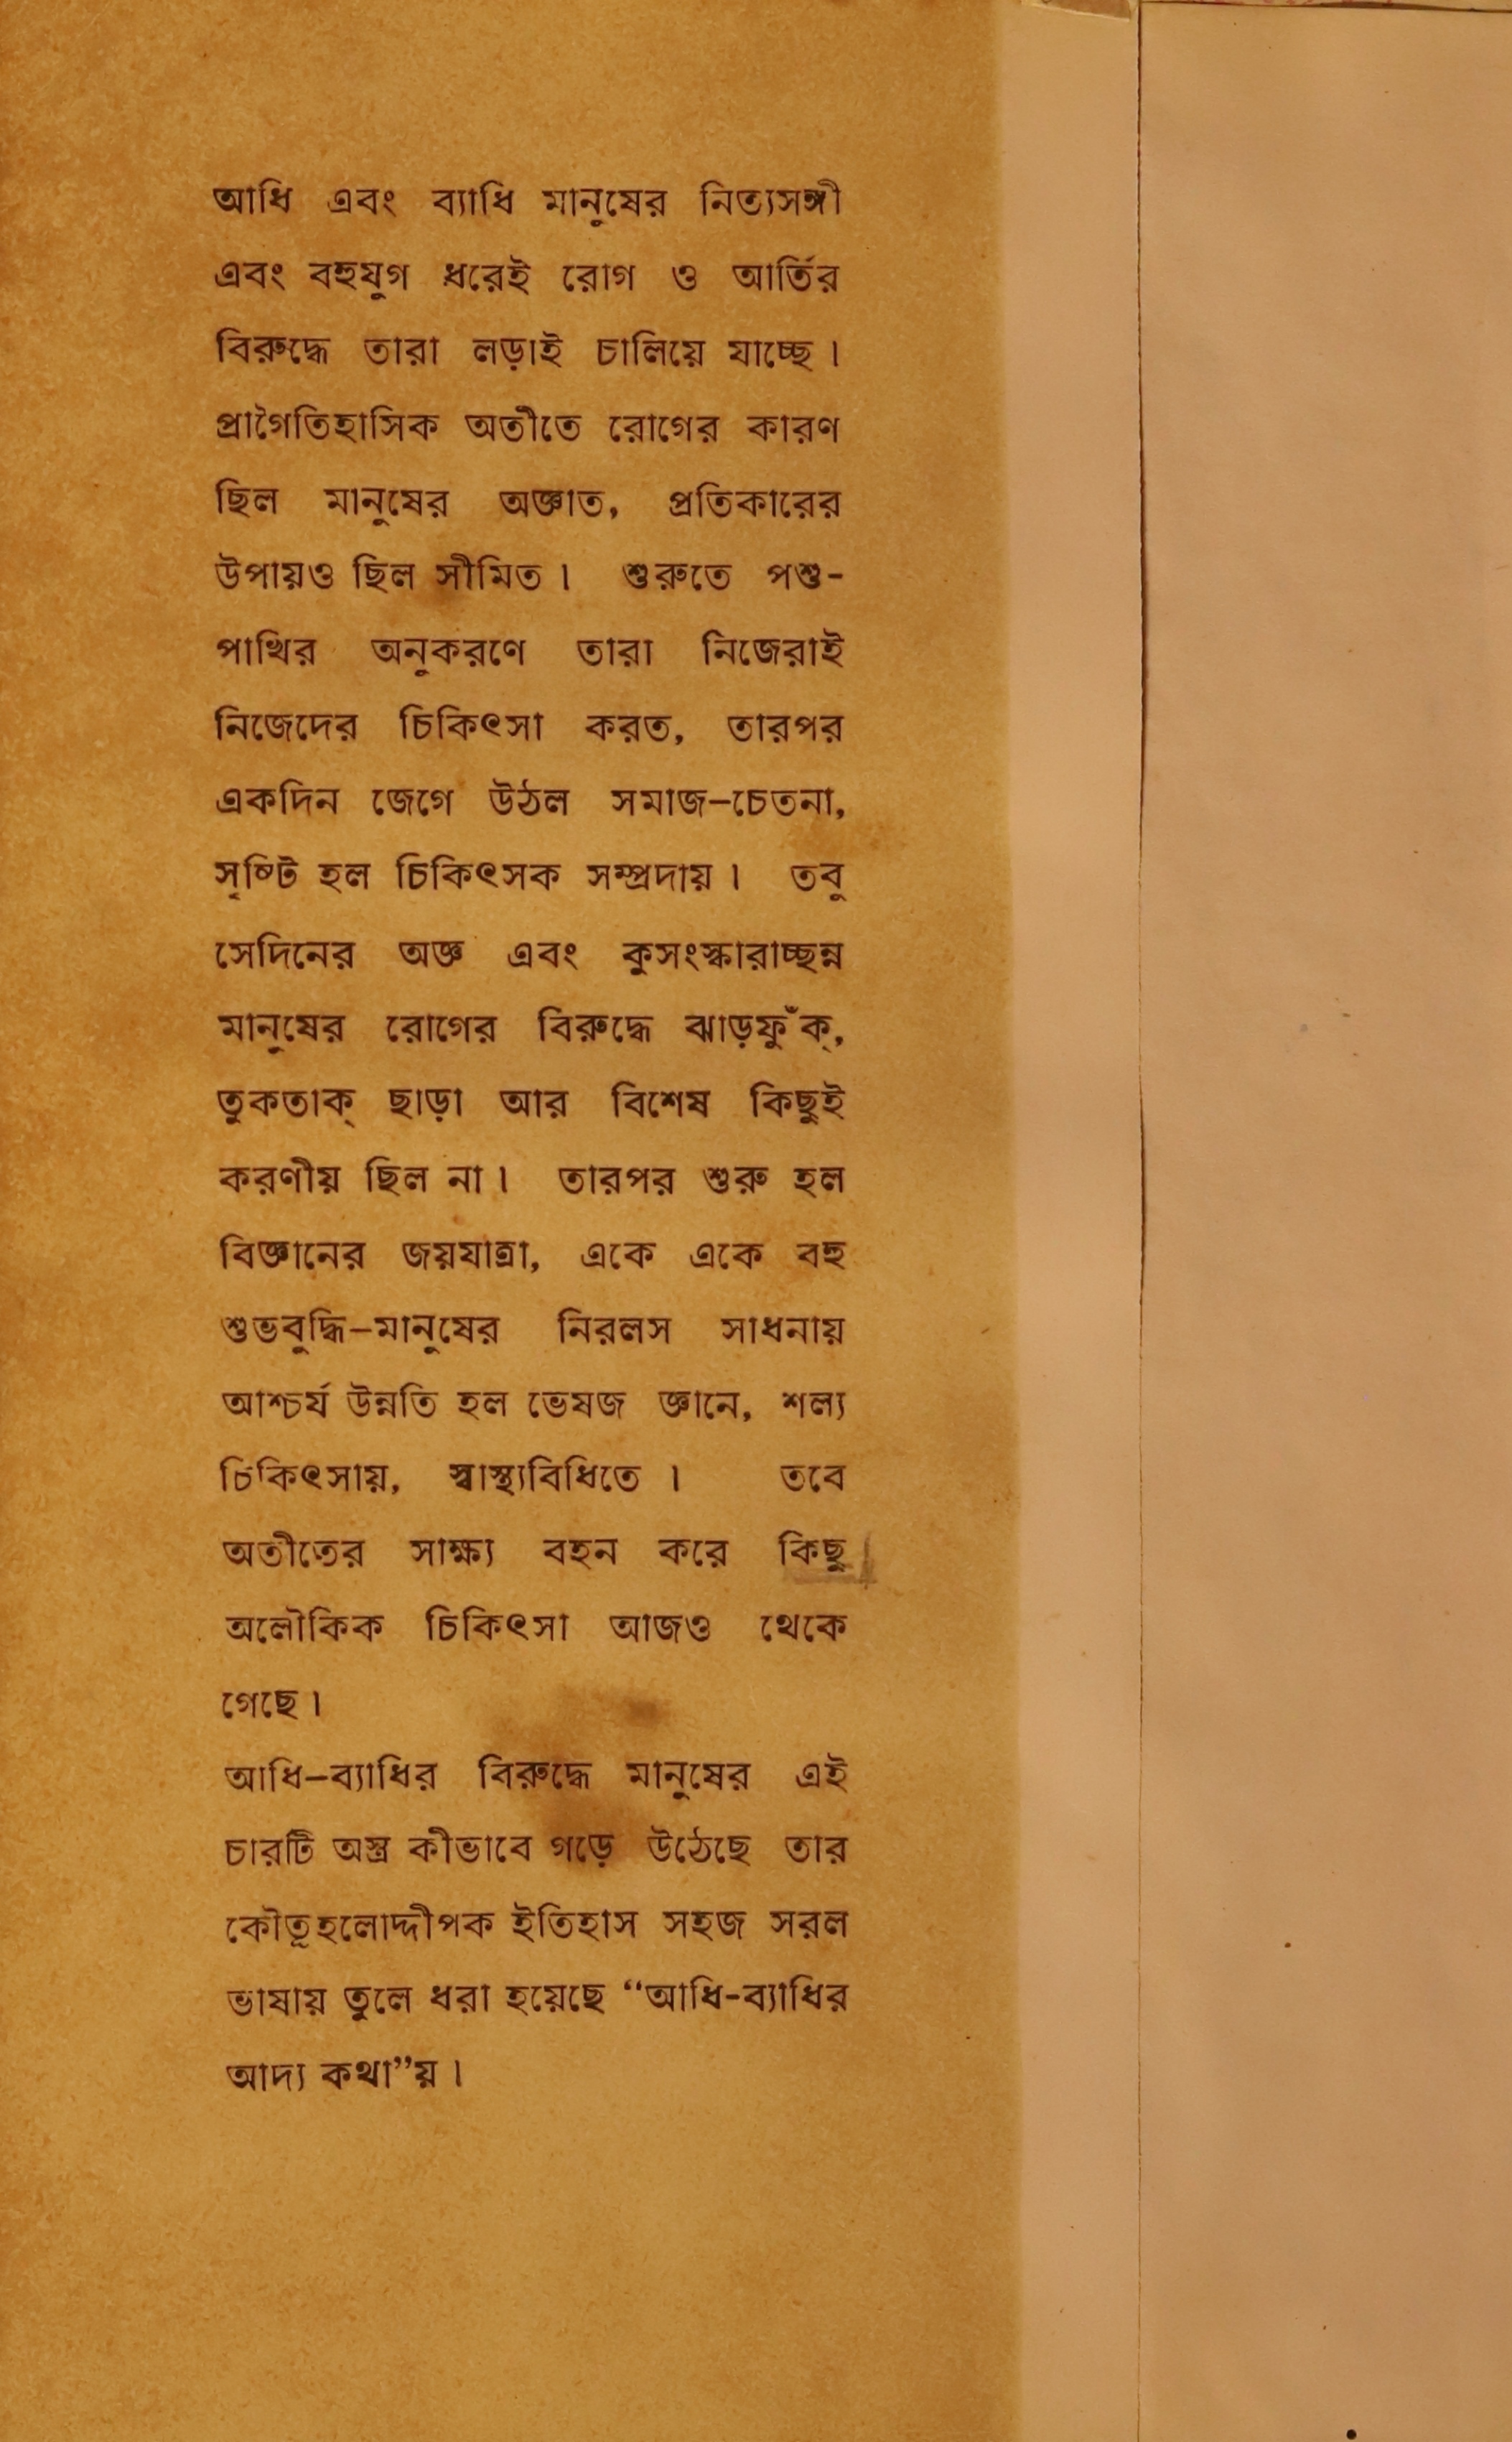 আধি এবং ব্যাধি মানুষের নিত্যসঙ্গী
এবং বহুযুগ ধরেই রোগ ও আর্তির
বিরুদ্ধে তারা লড়াই চালিয়ে যাচ্ছে।
প্রাগৈতিহাসিক অতীতে রোগের কারণ
ছিল মানুষের অজ্ঞাত, প্রতিকারের
উপায়ও ছিল সীমিত। শুরুতে পশু-
পাখির অনুকরণে তারা নিজেরাই
নিজেদের চিকিৎসা করত, তারপর
একদিন জেগে উঠল সমাজ–চেতনা,
সৃষ্টি হল চিকিৎসক সম্প্রদায়। তবু
সেদিনের অজ্ঞ এবং কুসংস্কারাচ্ছন্ন
মানুষের রোগের বিরুদ্ধে ঝাড়ফুঁক্,
তুকতাক্ ছাড়া আর বিশেষ কিছুই
করণীয় ছিল না। তারপর শুরু হল
বিজ্ঞানের জয়যাত্রা, একে একে বহু
শুভবুদ্ধি–মানুষের নিরলস সাধনায়
আশ্চর্য উন্নতি হল ভেষজ জ্ঞানে, শল্য
চিকিৎসায়, স্বাস্থ্যবিধিতে। তবে
অতীতের সাক্ষ্য বহন করে কিছু
অলৌকিক চিকিৎসা আজও থেকে
গেছে।
আধি–ব্যাধির বিরুদ্ধে মানুষের এই
চারটি অস্ত্র কীভাবে গড়ে উঠেছে তার
কৌতূহলোদ্দীপক ইতিহাস সহজ সরল
ভাষায় তুলে ধরা হয়েছে “আধি-ব্যাধির
আদ্য কথা”য়।